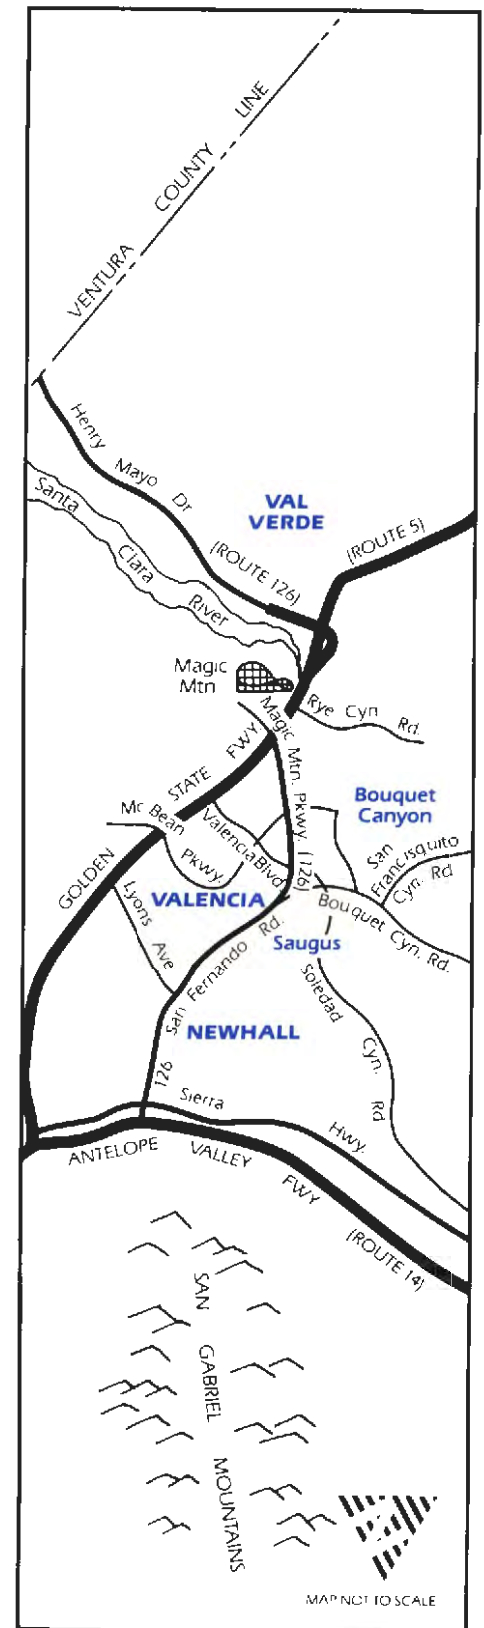 VENTURA COUNTY LINE
Henry Mayo Dr
(ROUTE 126)
Santa Clara River
VAL
VERDE
(ROUTE 5)
Magic
Mtn
Rye Cyn Rd.
Magic Mtn. Pkwy. (126)
GOLDEN STATE FWY.
Mc Bean Pkwy.
Valencia Blvd
Bouquet
Canyon
San
Francisquito
Cyn. Rd
VALENCIA
Bouquet Cyn. Rd.
Lyons Ave
Saugus
San Fernando Rd.
Soledad Cyn. Rd
NEWHALL
126
Sierra Hwy.
ANTELOPE VALLEY FWY
(ROUTE 14)
SAN GABRIEL MOUNTAINS
MAP NOT TO SCALE